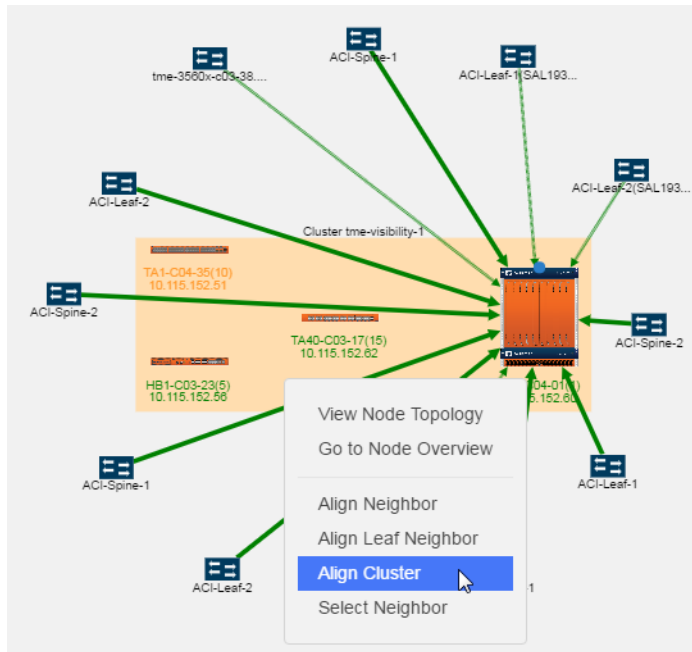 ACI-Spine-1
tme-3560x-c03-38....
ACI-Leaf-1(SAL193...
ACI-Leaf-2(SAL193...
ACI-Leaf-2
Cluster tme-visibility-1
TA1-C04-35(10)
10.115.152.51
ACI-Spine-2
TA40-C03-17(15)
10.115.152.62
ACI-Spine-2
HB1-C03-23(5)
10.115.152.56
View Node Topology
Go to Node Overview
ACI-Spine-1
ACI-Leaf-1
Align Neighbor
Align Leaf Neighbor
Align Cluster
ACI-Leaf-2
Select Neighbor